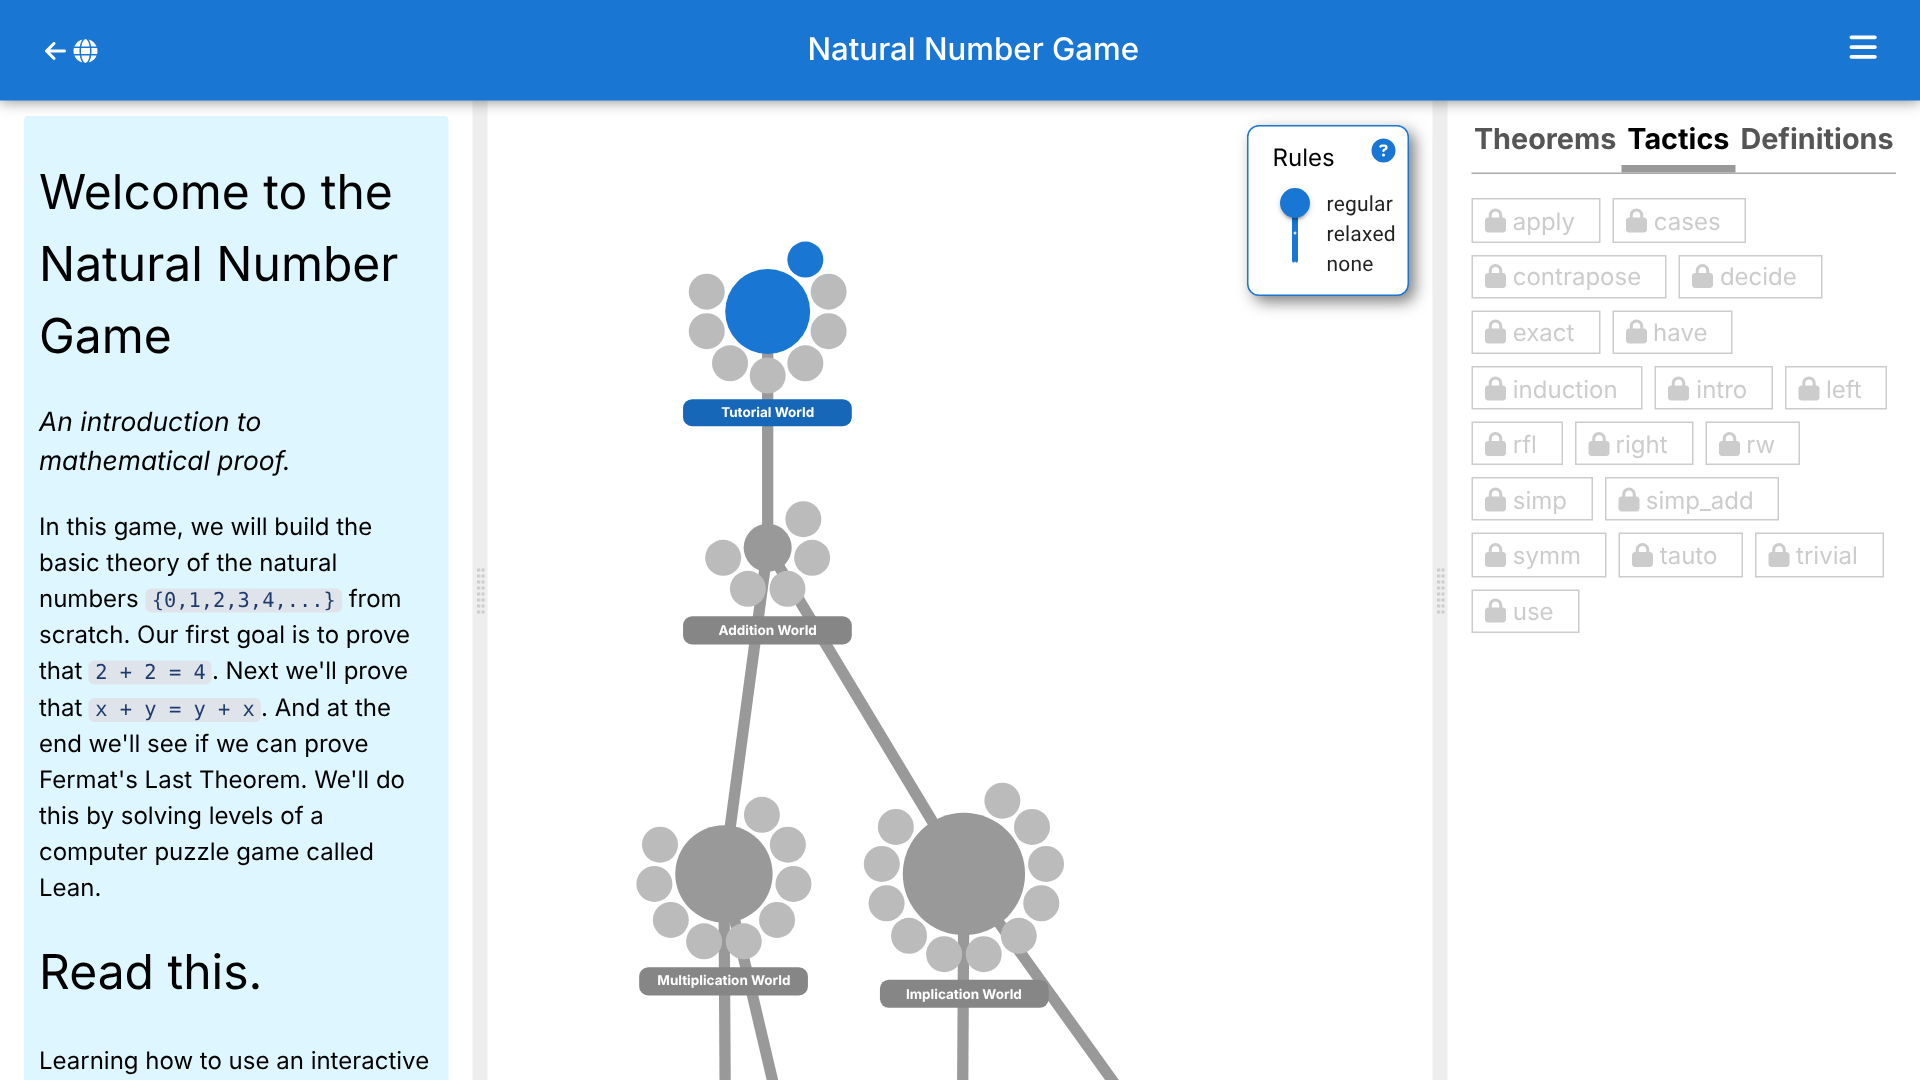 Natural Number Game
Welcome to the
Natural Number
Game
An introduction to
mathematical proof.
In this game, we will build the
basic theory of the natural
numbers {0,1,2,3,4,...} from
scratch. Our first goal is to prove
that 2 + 2 = 4. Next we'll prove
that x + y = y + x. And at the
end we'll see if we can prove
Fermat's Last Theorem. We'll do
this by solving levels of a
computer puzzle game called
Lean.
Read this.
Learning how to use an interactive
Rules ?
regular
relaxed
none
Tutorial World
Addition World
Multiplication World
Implication World
Theorems Tactics Definitions
apply cases
contrapose decide
exact have
induction intro left
rfl right rw
simp simp_add
symm tauto trivial
use